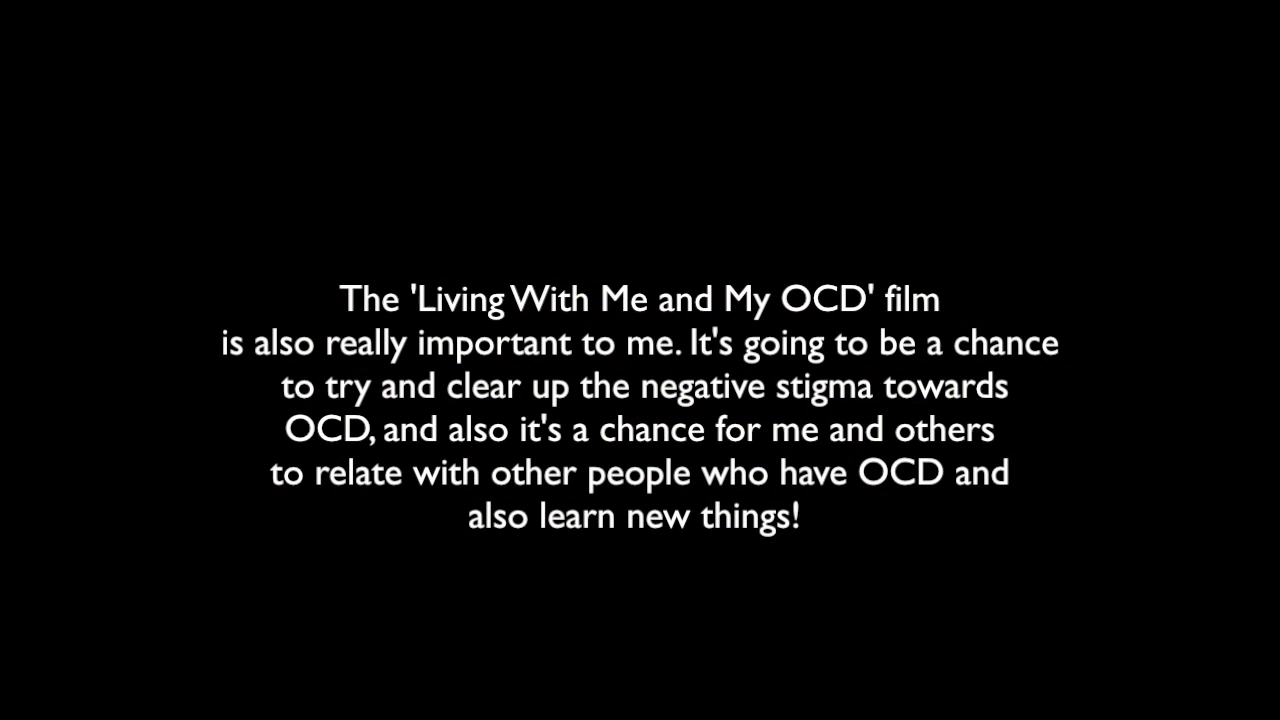 The 'Living With Me and My OCD' film
is also really important to me. It's going to be a chance
to try and clear up the negative stigma towards
OCD, and also it's a chance for me and others
to relate with other people who have OCD and
also learn new things!